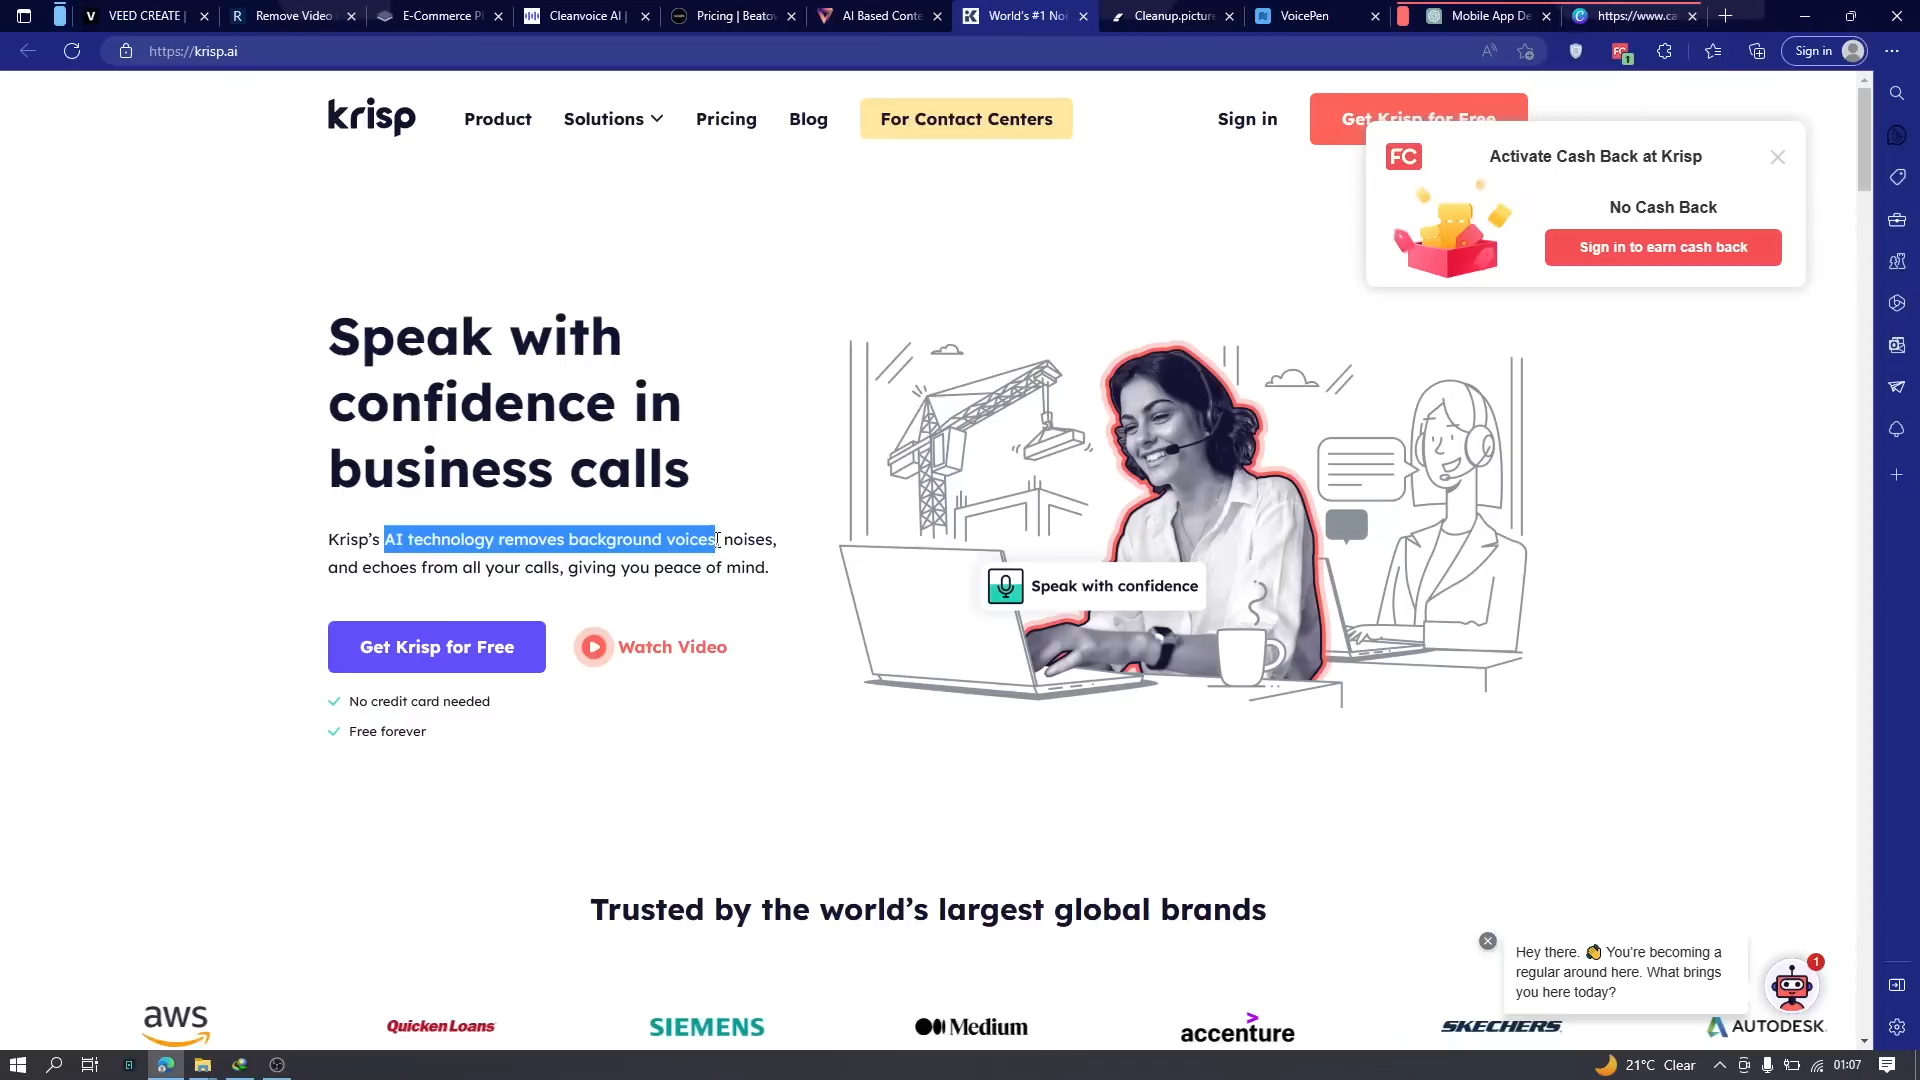 VEED CREATE |
Remove Video
E-Commerce P
Cleanvoice AI |
Pricing | Beato
AI Based Conte
World's #1 Noi
Cleanup.picture
VoicePen
Mobile App De
https://www.ca
https://krisp.ai
FC
1
Sign in
krisp
Product
Solutions
Pricing
Blog
For Contact Centers
Sign in
Get Krisp for Free
FC
Activate Cash Back at Krisp
No Cash Back
Sign in to earn cash back
Speak with
confidence in
business calls
Krisp's AI technology removes background voices, noises,
and echoes from all your calls, giving you peace of mind.
Speak with confidence
Get Krisp for Free
Watch Video
No credit card needed
Free forever
Trusted by the world's largest global brands
Hey there. 👋 You're becoming a
regular around here. What brings
you here today?
1
aws
Quicken Loans
SIEMENS
Medium
accenture
SKECHERS
AUTODESK
21°C Clear
01:07